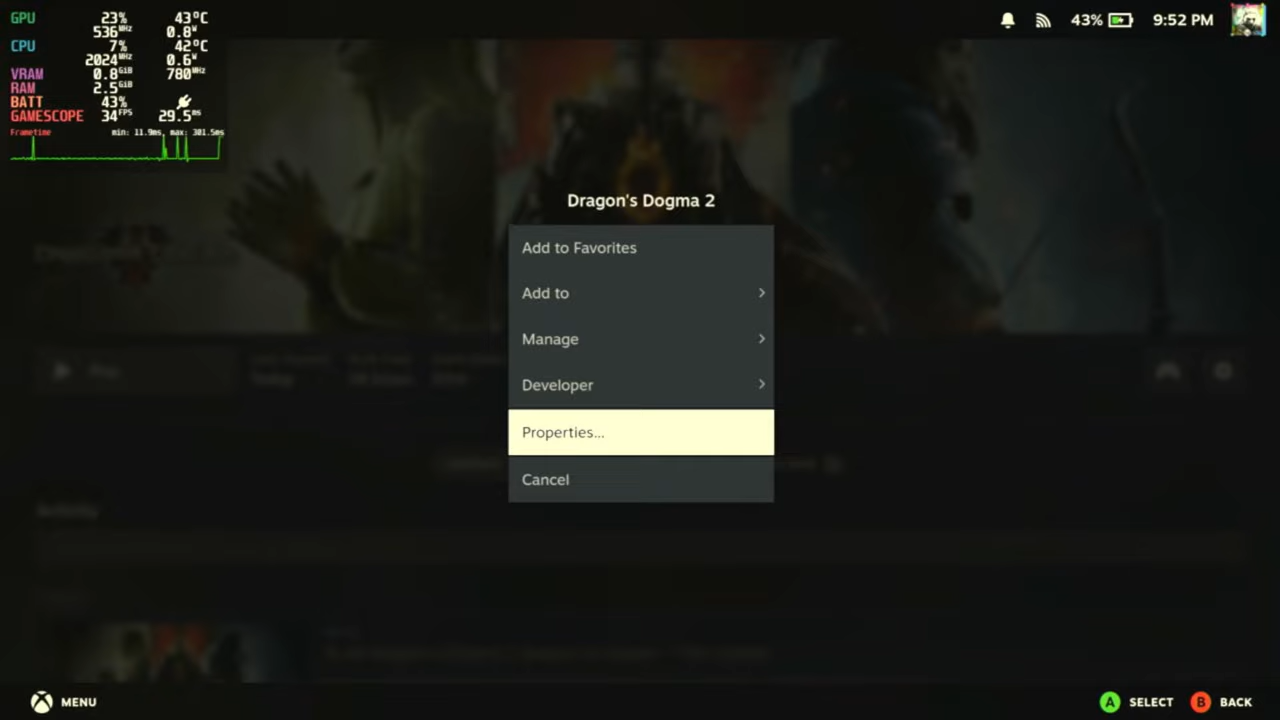 GPU 23% 43°C
536MHz 0.8W
CPU 7% 42°C
2024MHz 0.6W
VRAM 0.8GiB 780MHz
RAM 2.5GiB
BATT 43%
GAMESCOPE 34FPS 29.5ms
Frametime min: 11.9ms, max: 301.5ms
43% 9:52 PM
Dragon's Dogma 2
Add to Favorites
Add to
Manage
Developer
Properties...
Cancel
Play
Activity
MENU
A SELECT B BACK